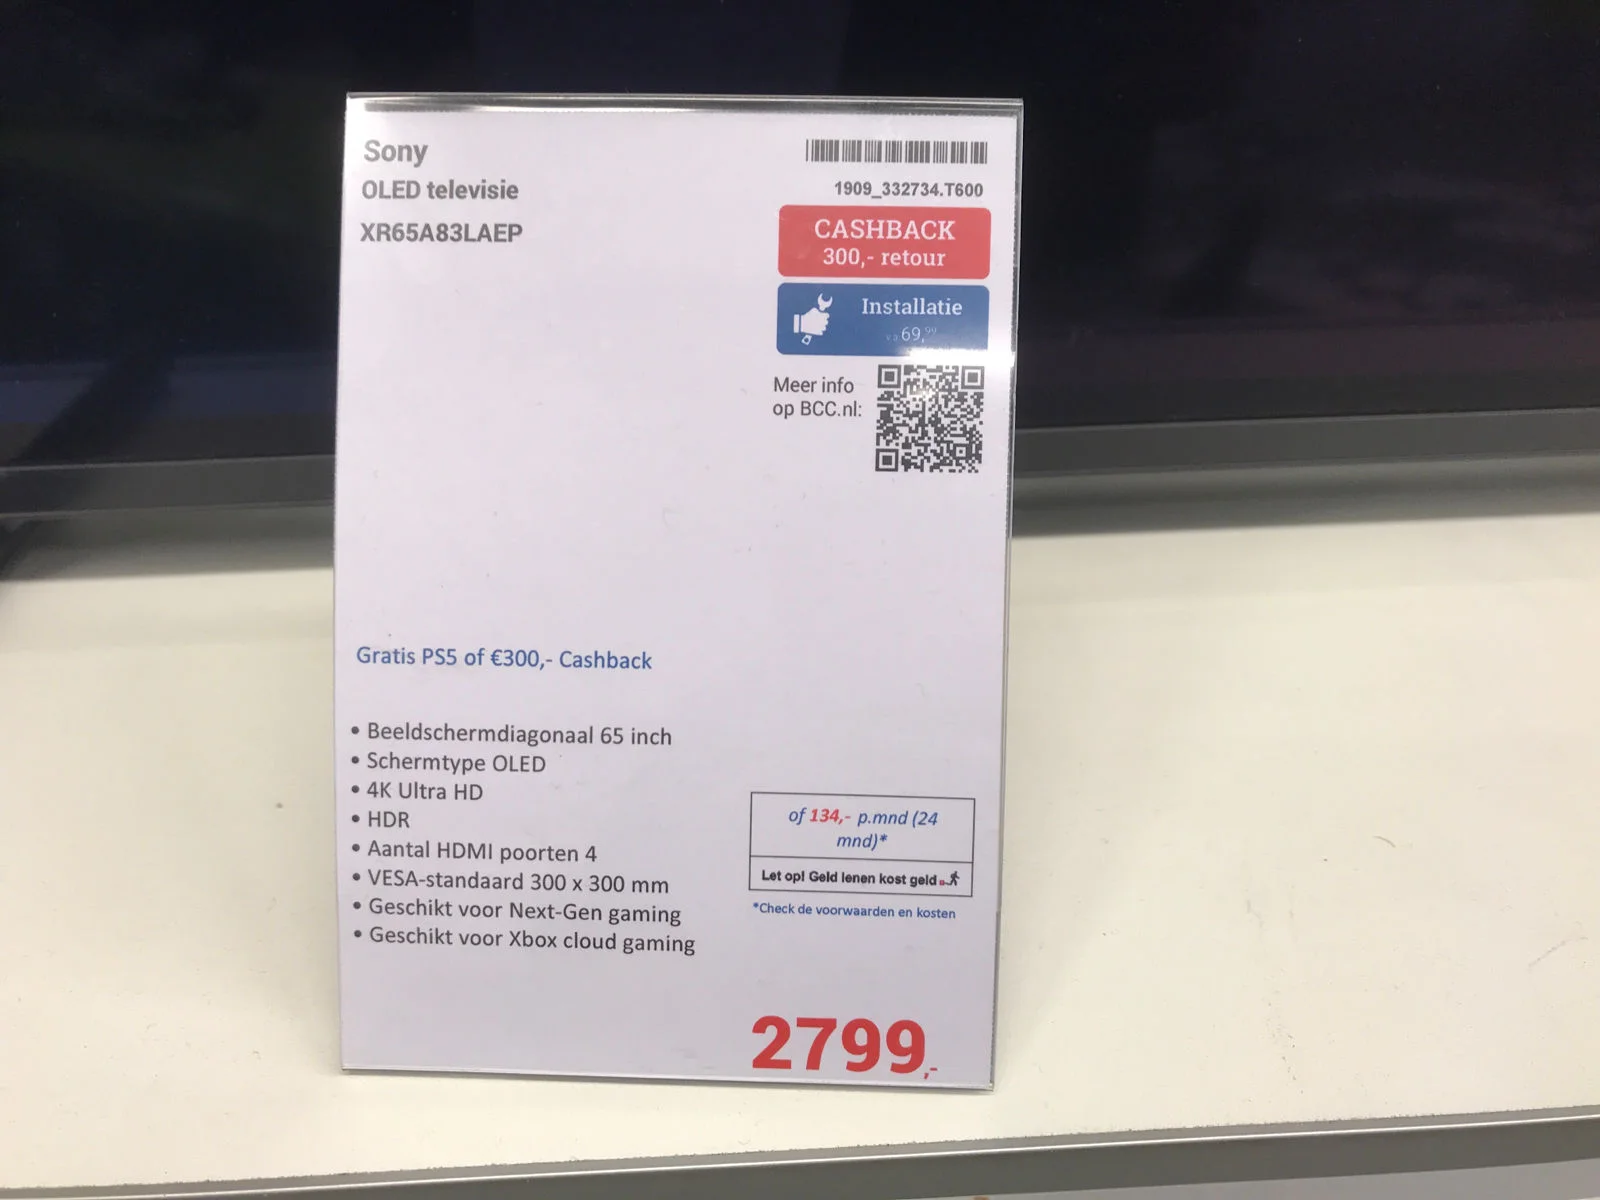 Sony
OLED televisie
XR65A83LAEP
1909_332734.T600
CASHBACK
300,- retour
Installatie
v.a 69,99
Meer info
op BCC.nl:
Gratis PS5 of €300,- Cashback
• Beeldschermdiagonaal 65 inch
• Schermtype OLED
• 4K Ultra HD
• HDR
• Aantal HDMI poorten 4
• VESA-standaard 300 x 300 mm
• Geschikt voor Next-Gen gaming
• Geschikt voor Xbox cloud gaming
of 134,- p.mnd (24
mnd)*
Let op! Geld lenen kost geld
*Check de voorwaarden en kosten
2799,-